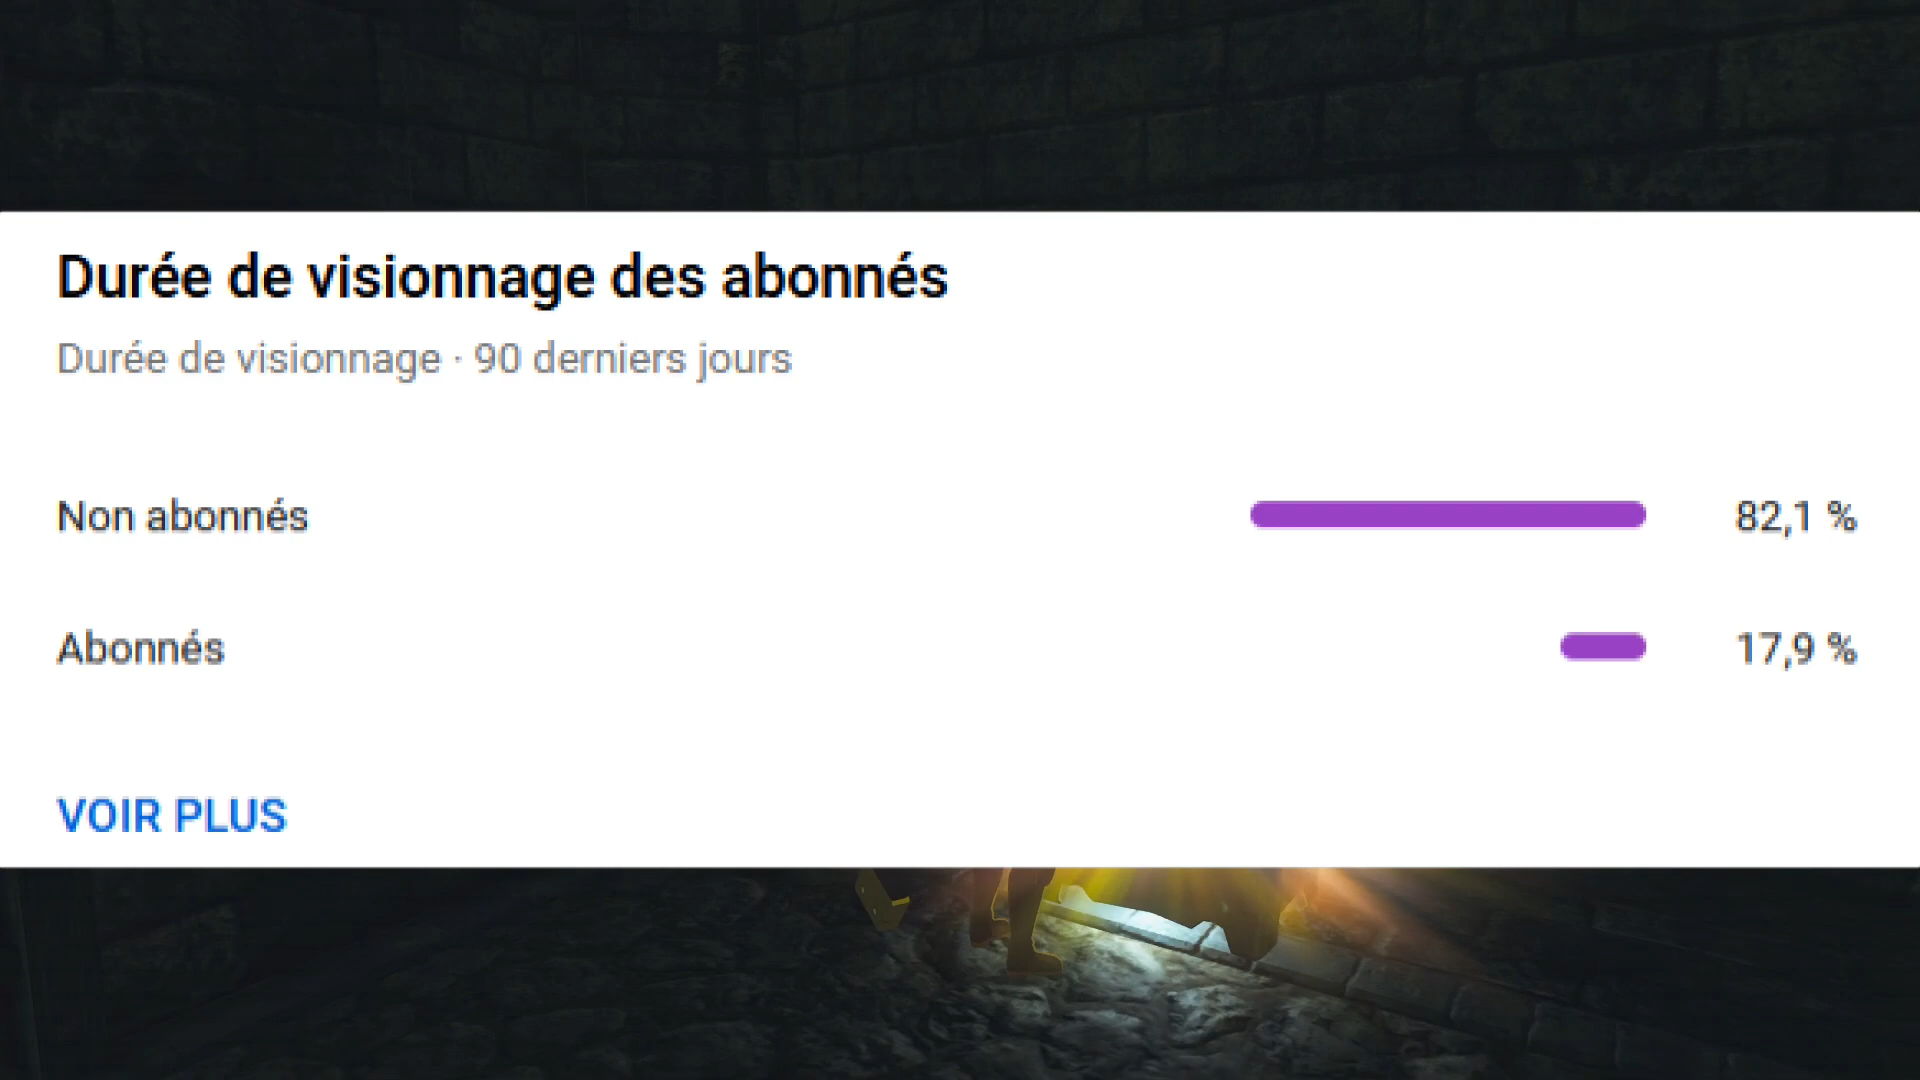 Durée de visionnage des abonnés
Durée de visionnage · 90 derniers jours
Non abonnés 82,1 %
Abonnés 17,9 %
VOIR PLUS